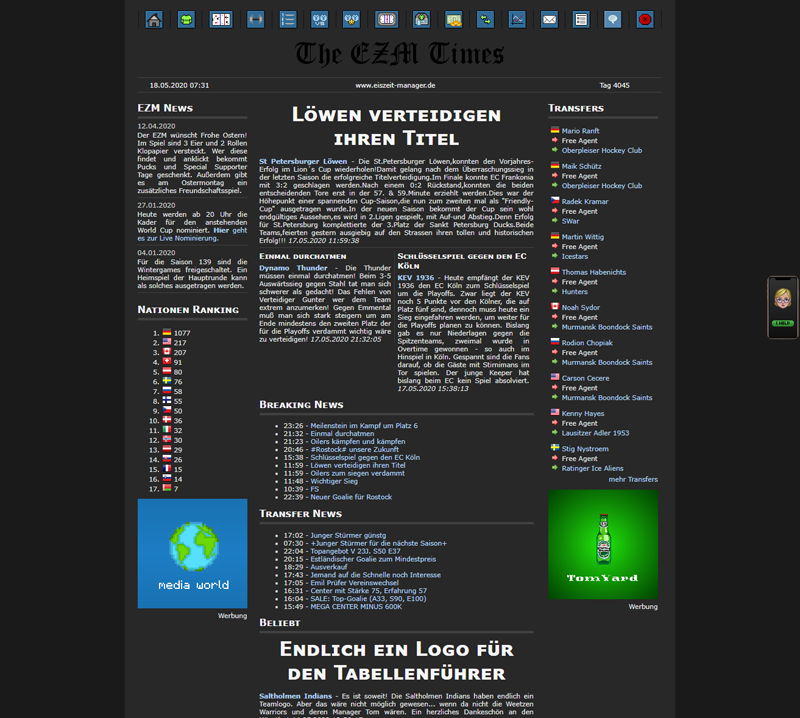 The EZM Times
18.05.2020 07:31
www.eiszeit-manager.de
Tag 4045
EZM News
12.04.2020
Der EZM wünscht Frohe Ostern!
Im Spiel sind 3 Eier und 2 Rollen
Klopapier versteckt. Wer diese
findet und anklickt bekommt
Pucks und Special Supporter
Tage geschenkt. Außerdem gibt
es am Ostermontag ein
zusätzliches Freundschaftsspiel.
27.01.2020
Heute werden ab 20 Uhr die
Kader für den anstehenden
World Cup nominiert. Hier geht
es zur Live Nominierung.
04.01.2020
Für die Saison 139 sind die
Wintergames freigeschaltet. Ein
Heimspiel der Hauptrunde kann
als solches ausgetragen werden.
Nationen Ranking
1. 1077
2. 217
3. 207
4. 91
5. 80
6. 76
7. 58
8. 55
9. 50
10. 36
11. 32
12. 30
13. 29
14. 26
15. 15
16. 14
17. 7
media world
Werbung
Löwen verteidigen
ihren Titel
St Petersburger Löwen - Die St.Petersburger Löwen,konnten den Vorjahres-
Erfolg im Lion´s Cup wiederholen!Damit gelang nach dem Überraschungssieg in
der letzten Saison die erfolgreiche Titelverteidigung.Im Finale konnte EC Frankonia
mit 3:2 geschlagen werden.Nach einem 0:2 Rückstand,konnten die beiden
entscheidenden Tore erst in der 57. & 59.Minute erzielt werden.Dies war der
Höhepunkt einer spannenden Cup-Saison,die nun zum zweiten mal als "Friendly-
Cup" ausgetragen wurde.In der neuen Saison bekommt der Cup sein wohl
endgültiges Aussehen,es wird in 2.Ligen gespielt, mit Auf-und Abstieg.Denn Erfolg
für St.Petersburg komplettierte der 3.Platz der Sankt Petersburg Ducks.Beide
Teams,feierten gestern ausgiebig auf den Strassen ihren tollen und historischen
Erfolg!!! 17.05.2020 11:59:38
Einmal durchatmen
Dynamo Thunder - Die Thunder
müssen einmal durchatmen! Beim 3-5
Auswärtssieg gegen Stahl tat man sich
schwerer als gedacht! Das Fehlen von
Verteidiger Gunter wer dem Team
extrem anzumerken! Gegen Emmental
muß man sich stark steigern um am
Ende mindestens den zweiten Platz der
für die Playoffs verdammt wichtig wäre
zu verteidigen! 17.05.2020 21:32:05
Schlüsselspiel gegen den EC
Köln
KEV 1936 - Heute empfängt der KEV
1936 den EC Köln zum Schlüsselspiel
um die Playoffs. Zwar liegt der KEV
noch 5 Punkte vor den Kölner, die auf
Platz fünf sind, dennoch muss heute ein
Sieg eingefahren werden, um weiter für
die Playoffs planen zu können. Bislang
gab es nur Niederlagen gegen die
Spitzenteams, zweimal wurde in
Overtime gewonnen - so auch im
Hinspiel in Köln. Gespannt sind die Fans
darauf, ob die Gäste mit Stirnimans im
Tor spielen. Der junge Keeper hat
bislang beim EC kein Spiel absolviert.
17.05.2020 15:38:13
Breaking News
23:26 - Meilenstein im Kampf um Platz 6
21:32 - Einmal durchatmen
21:23 - Oilers kämpfen und kämpfen
20:46 - #Rostock# unsere Zukunft
15:38 - Schlüsselspiel gegen den EC Köln
11:59 - Löwen verteidigen ihren Titel
11:59 - Oilers zum siegen verdammt
11:48 - Wichtiger Sieg
10:39 - FS
22:39 - Neuer Goalie für Rostock
Transfer News
17:02 - Junger Stürmer günstg
07:30 - +Junger Stürmer für die nächste Saison+
22:04 - Topangebot V 23J. S50 E37
20:15 - Estländischer Goalie zum Mindestpreis
18:29 - Ausverkauf
17:43 - Jemand auf die Schnelle noch Interesse
17:05 - Emil Prüfer Vereinswechsel
16:31 - Center mit Stärke 75, Erfahrung 57
16:04 - SALE: Top-Goalie (A33, S90, E100)
15:49 - MEGA CENTER MINUS 600K
Beliebt
Endlich ein Logo für
den Tabellenführer
Saltholmen Indians - Es ist soweit! Die Saltholmen Indians haben endlich ein
Teamlogo. Aber das wäre nicht möglich gewesen... wenn da nicht die Weetzen
Warriors und deren Manager Tom wären. Ein herzliches Dankeschön an den
Transfers
Mario Ranft
Free Agent
Oberpleiser Hockey Club
Maik Schütz
Free Agent
Oberpleiser Hockey Club
Radek Kramar
Free Agent
SWar
Martin Wittig
Free Agent
Icestars
Thomas Habenichts
Free Agent
Hunters
Noah Sydor
Free Agent
Murmansk Boondock Saints
Rodion Chopiak
Free Agent
Murmansk Boondock Saints
Carson Cecere
Free Agent
Murmansk Boondock Saints
Kenny Hayes
Free Agent
Lausitzer Adler 1953
Stig Nystroem
Free Agent
Ratinger Ice Aliens
mehr Transfers
TomYard
Werbung